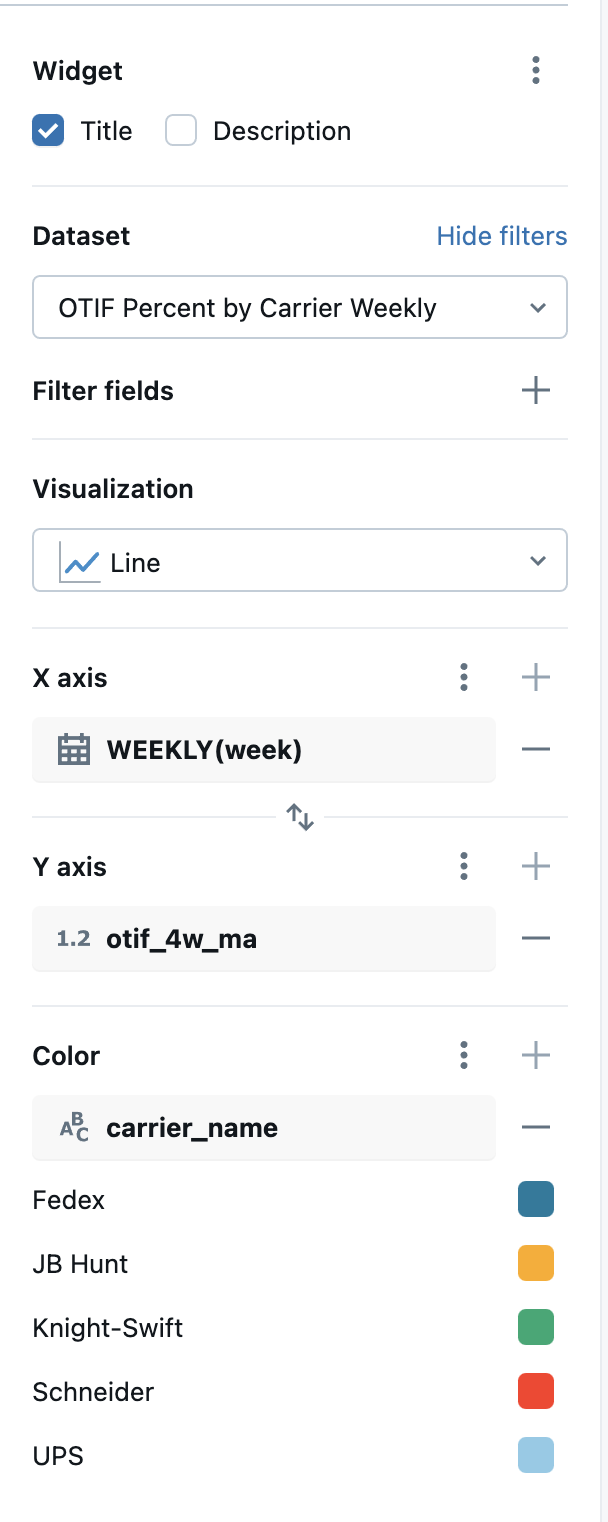 Widget
Title Description
Dataset Hide filters
OTIF Percent by Carrier Weekly
Filter fields
Visualization
Line
X axis
WEEKLY(week)
Y axis
1.2 otif_4w_ma
Color
ABC carrier_name
Fedex
JB Hunt
Knight-Swift
Schneider
UPS